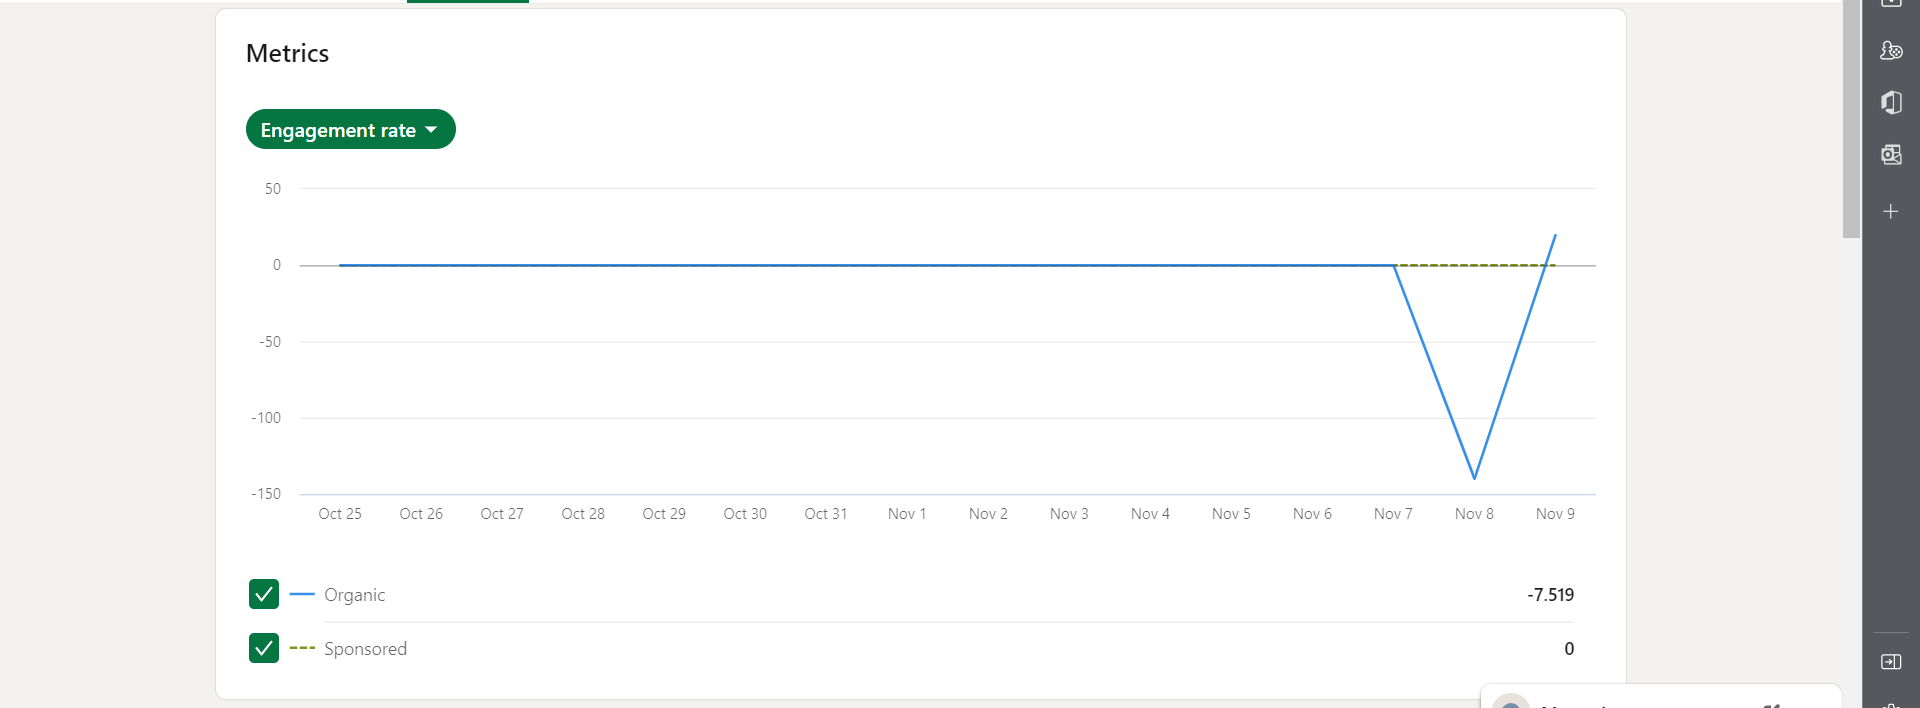 Metrics
Engagement rate
50
0
-50
-100
-150
Oct 25 Oct 26 Oct 27 Oct 28 Oct 29 Oct 30 Oct 31 Nov 1 Nov 2 Nov 3 Nov 4 Nov 5 Nov 6 Nov 7 Nov 8 Nov 9
Organic -7.519
Sponsored 0